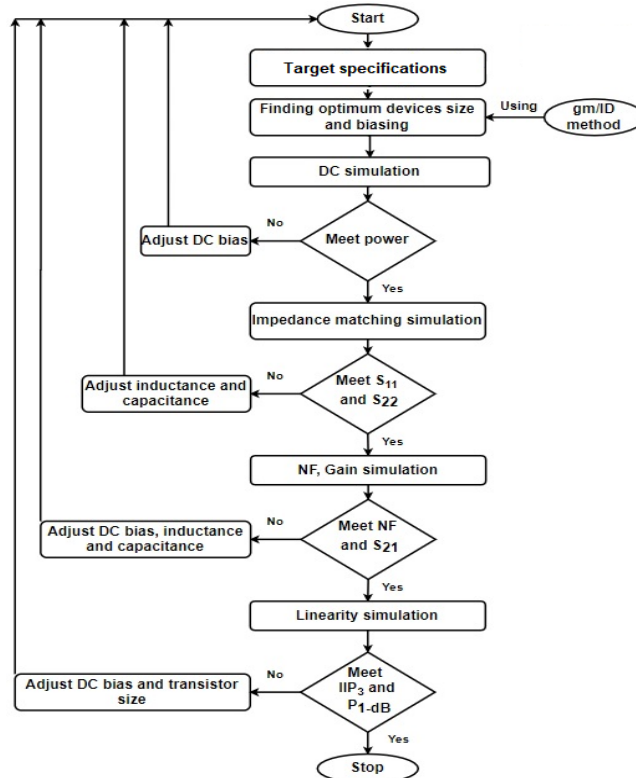 Start
Target specifications
Finding optimum devices size
and biasing
Using
gm/ID
method
DC simulation
No
Adjust DC bias
Meet power
Yes
Impedance matching simulation
No
Adjust inductance and
capacitance
Meet S₁₁
and S₂₂
Yes
NF, Gain simulation
No
Adjust DC bias, inductance
and capacitance
Meet NF
and S₂₁
Yes
Linearity simulation
No
Adjust DC bias and transistor
size
Meet
IIP₃ and
P₁₋dB
Yes
Stop